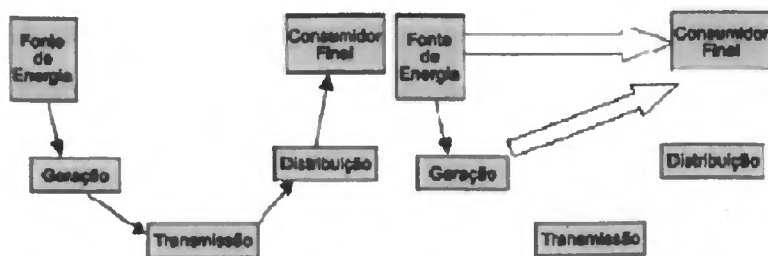 Fonte
de
Energia
Consumidor
Final
Geração
Distribuição
Transmissão
Fonte
de
Energia
Consumidor
Final
Geração
Distribuição
Transmissão